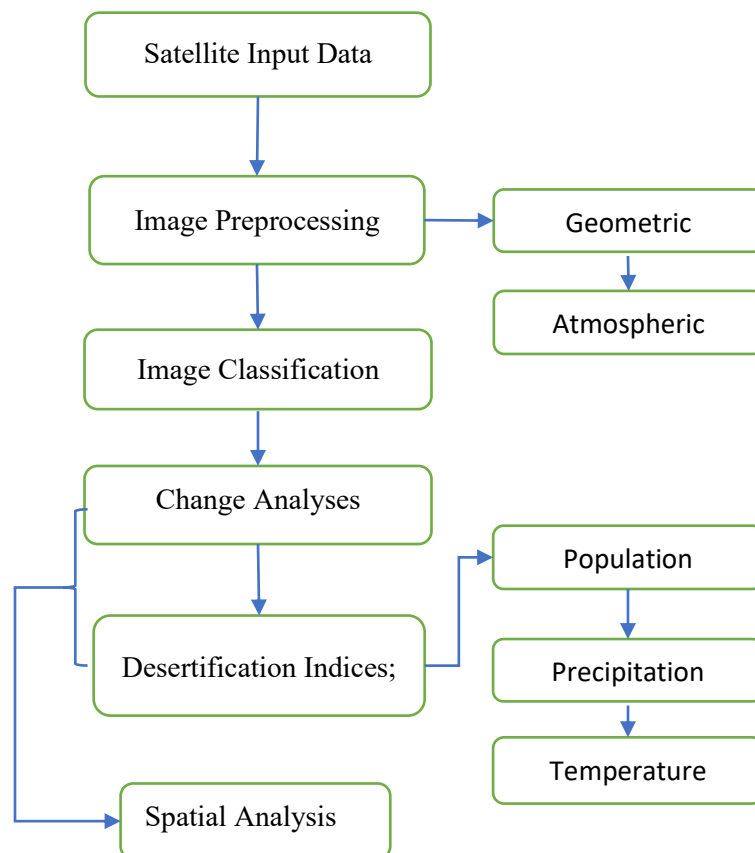 Satellite Input Data
Image Preprocessing
Geometric
Atmospheric
Image Classification
Change Analyses
Population
Desertification Indices;
Precipitation
Temperature
Spatial Analysis